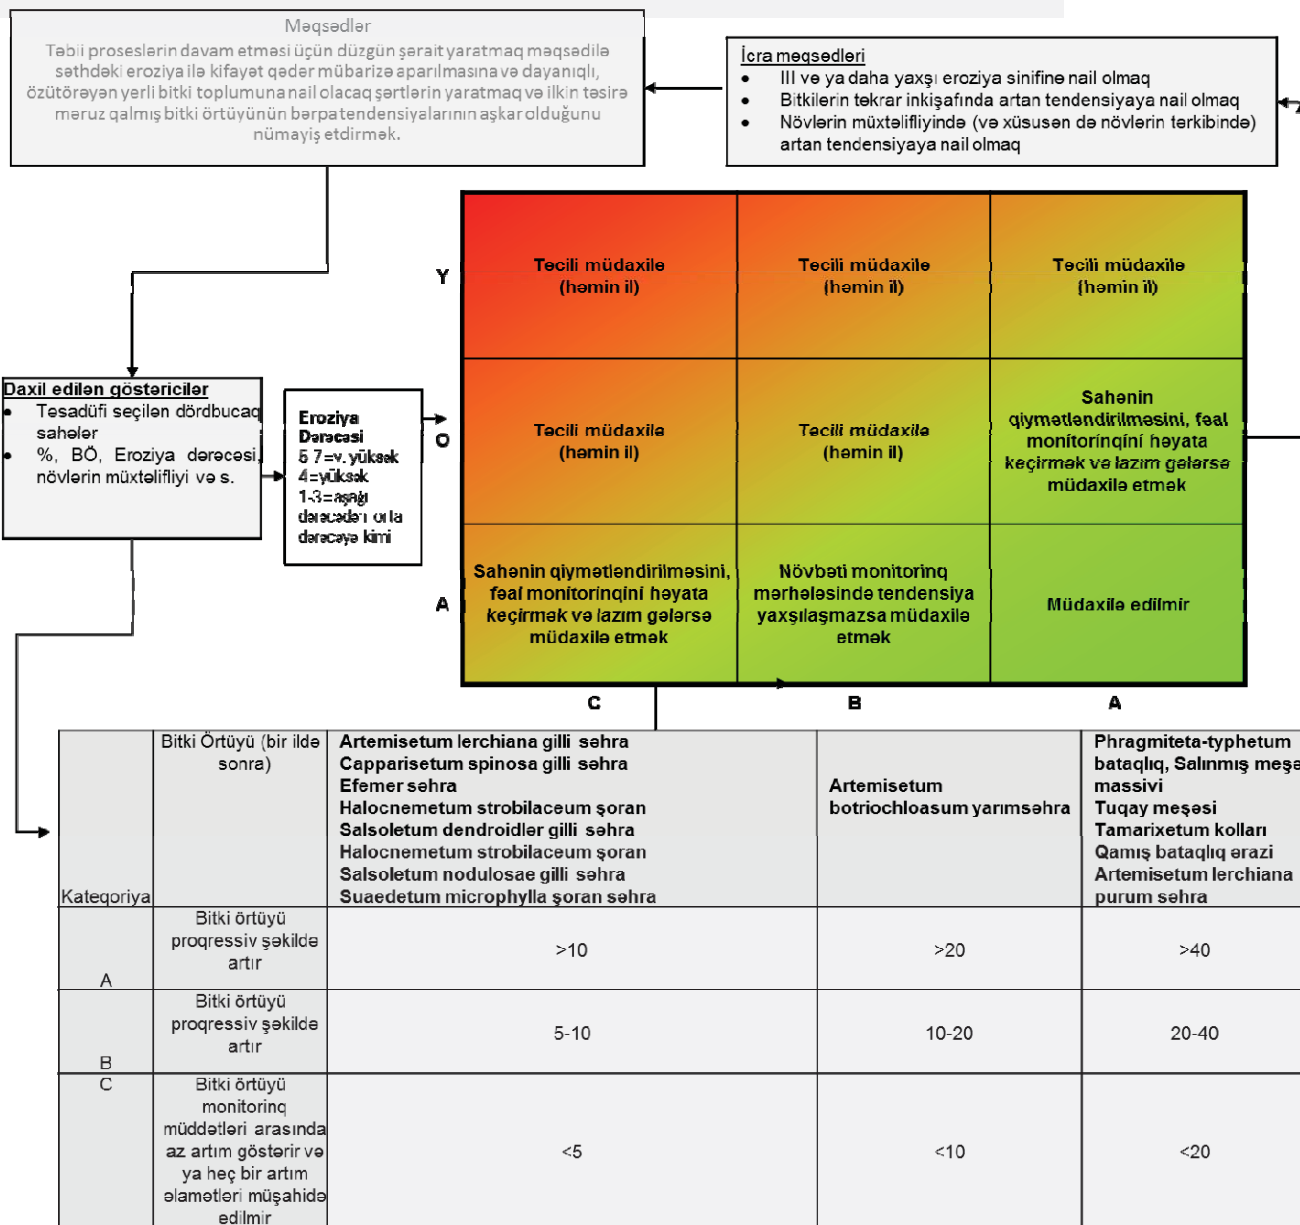 Məqsədlər
Təbii proseslərin davam etməsi üçün düzgün şərait yaratmaq məqsədilə
səthdəki eroziya ilə kifayət qədər mübarizə aparılmasına və dayanıqlı,
özütörəyən yerli bitki toplumuna nail olacaq şərtlərin yaratmaq və ilkin təsirə
məruz qalmış bitki örtüyünün bərpa tendensiyalarının aşkar olduğunu
nümayiş etdirmək.
İcra məqsədləri
• III və ya daha yaxşı eroziya sinifinə nail olmaq
• Bitkilərin təkrar inkişafında artan tendensiyaya nail olmaq
• Növlərin müxtəlifliyində (və xüsusən də növlərin tərkibində)
artan tendensiyaya nail olmaq
Y
Təcili müdaxilə
(həmin il)
Təcili müdaxilə
(həmin il)
Təcili müdaxilə
(həmin il)
Daxil edilən göstəricilər
• Təsadüfi seçilən dördbucaq
sahələr
• %, BÖ, Eroziya dərəcəsi,
növlərin müxtəlifliyi və s.
Eroziya
Dərəcəsi
5-7=v. yüksək
4=yüksək
1-3=aşağı
dərəcədən orta
dərəcəyə kimi
O
Təcili müdaxilə
(həmin il)
Təcili müdaxilə
(həmin il)
Sahənin
qiymətləndirilməsini, fəal
monitorinqini həyata
keçirmək və lazım gələrsə
müdaxilə etmək
A
Sahənin qiymətləndirilməsini,
fəal monitorinqini həyata
keçirmək və lazım gələrsə
müdaxilə etmək
Növbəti monitorinq
mərhələsində tendensiya
yaxşılaşmazsa müdaxilə
etmək
Müdaxilə edilmir
C
B
A
Kateqoriya
Bitki Örtüyü (bir ildə
sonra)
Artemisetum lerchiana gilli səhra
Capparisetum spinosa gilli səhra
Efemer səhra
Halocnemetum strobilaceum şoran
Salsoletum dendroidlər gilli səhra
Halocnemetum strobilaceum şoran
Salsoletum nodulosae gilli səhra
Suaedetum microphylla şoran səhra
Artemisetum
botriochloasum yarımsəhra
Phragmiteta-typhetum
bataqlıq, Salınmış meşə
massivi
Tuqay meşəsi
Tamarixetum kolları
Qamış bataqlıq ərazi
Artemisetum lerchiana
purum səhra
A
Bitki örtüyü
proqressiv şəkildə
artır
>10
>20
>40
B
Bitki örtüyü
proqressiv şəkildə
artır
5-10
10-20
20-40
C
Bitki örtüyü
monitorinq
müddətləri arasında
az artım göstərir və
ya heç bir artım
əlamətləri müşahidə
edilmir
<5
<10
<20